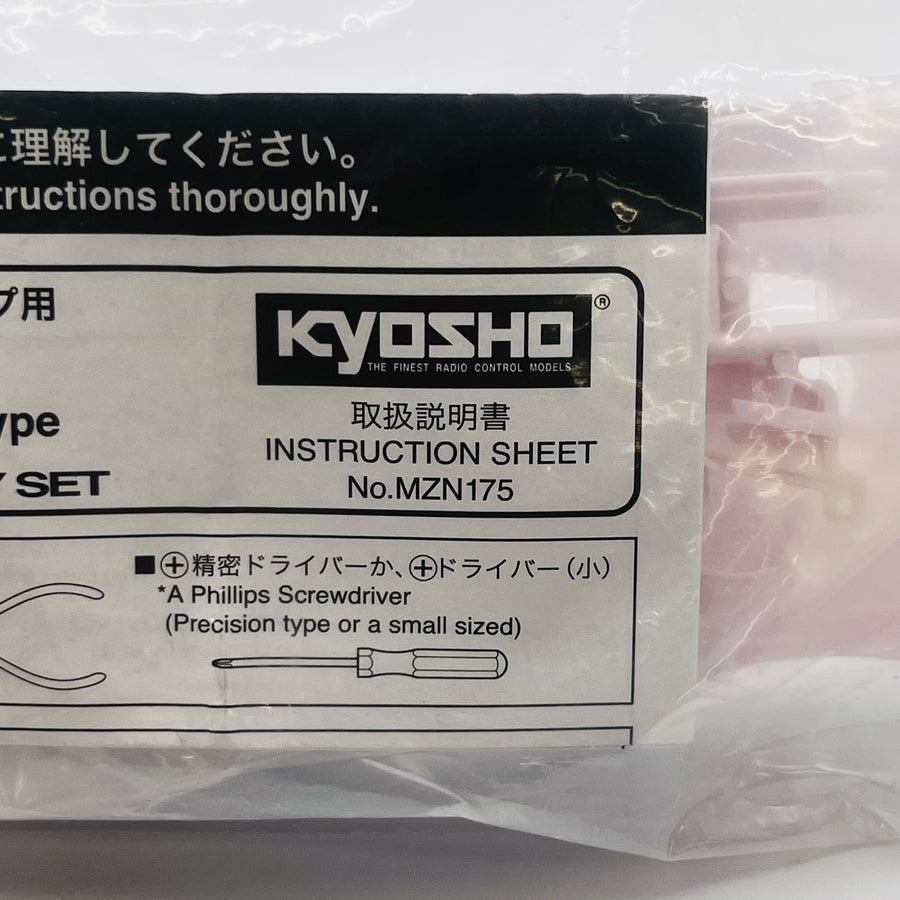 に理解してください。
tructions thoroughly.
プ用
KYOSHO®
THE FINEST RADIO CONTROL MODELS
取扱説明書
ype
INSTRUCTION SHEET
Y SET
No.MZN175
■⊕精密ドライバーか、⊕ドライバー(小)
*A Phillips Screwdriver
(Precision type or a small sized)